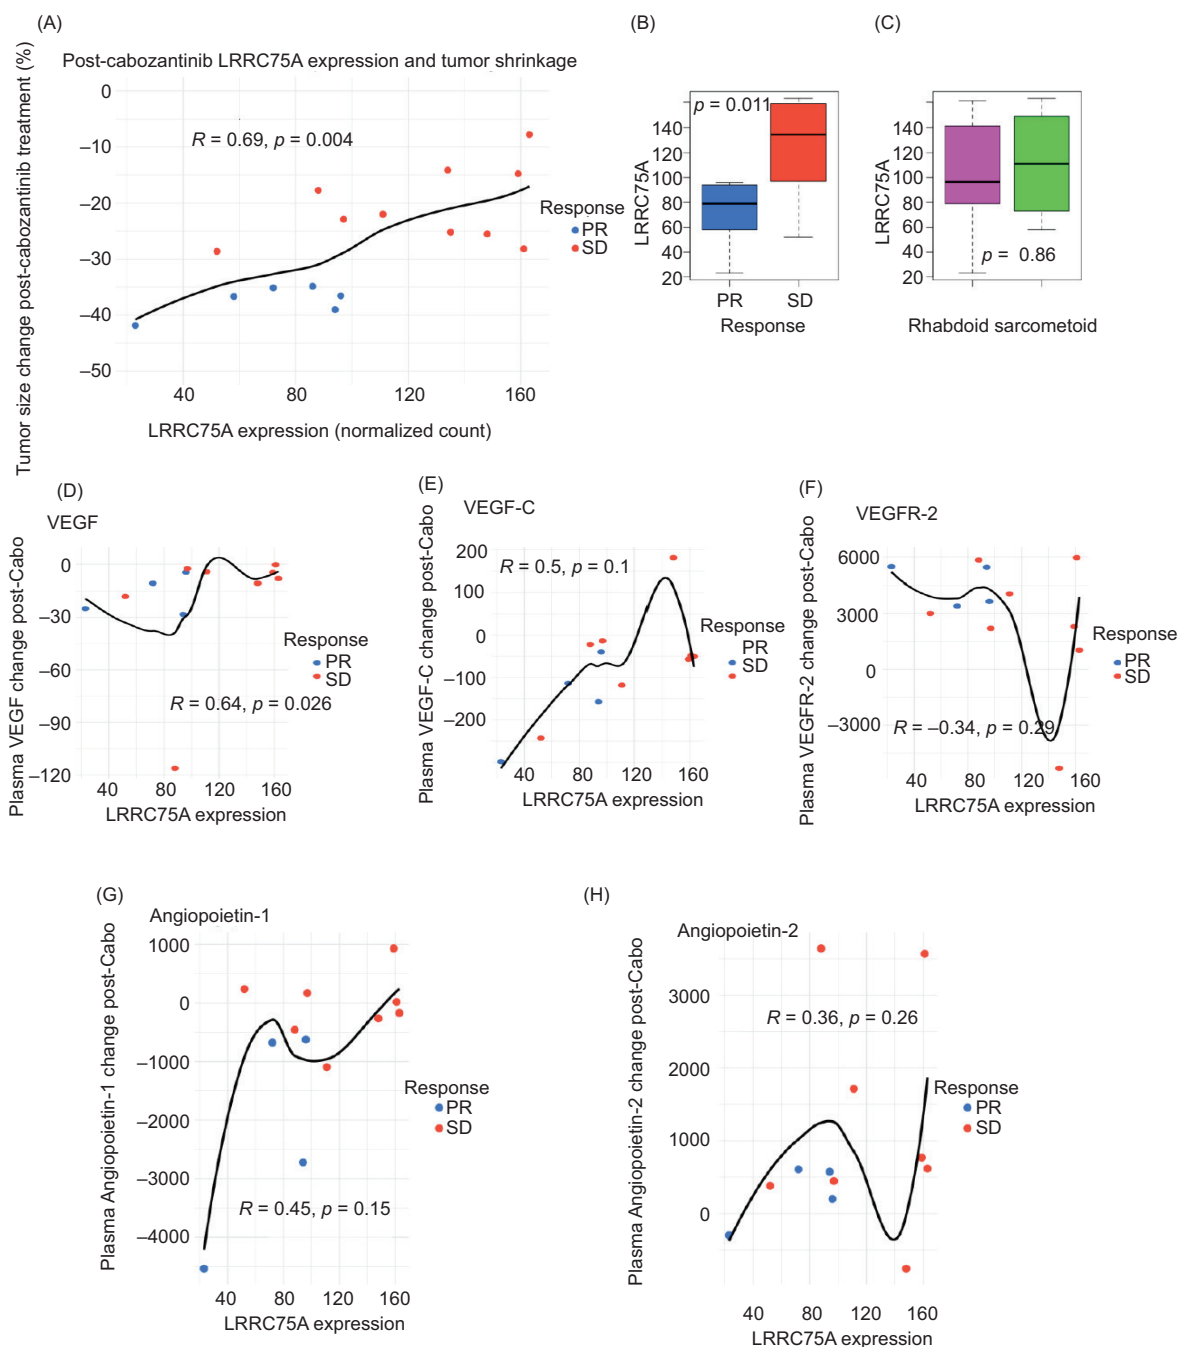 (A)
Post-cabozantinib LRRC75A expression and tumor shrinkage
Tumor size change post-cabozantinib treatment (%)
0
–10
–20
–30
–40
–50
R = 0.69, p = 0.004
Response
PR
SD
40 80 120 160
LRRC75A expression (normalized count)
(B)
LRRC75A
140
120
100
80
60
40
20
p = 0.011
PR SD
Response
(C)
LRRC75A
140
120
100
80
60
40
20
p = 0.86
Rhabdoid sarcometoid
(D)
VEGF
Plasma VEGF change post-Cabo
0
–30
–60
–90
–120
Response
PR
SD
R = 0.64, p = 0.026
40 80 120 160
LRRC75A expression
(E)
VEGF-C
Plasma VEGF-C change post-Cabo
200
100
0
–100
–200
R = 0.5, p = 0.1
Response
PR
SD
40 80 120 160
LRRC75A expression
(F)
VEGFR-2
Plasma VEGFR-2 change post-Cabo
6000
3000
0
–3000
Response
PR
SD
R = –0.34, p = 0.29
40 80 120 160
LRRC75A expression
(G)
Angiopoietin-1
Plasma Angiopoietin-1 change post-Cabo
1000
0
–1000
–2000
–3000
–4000
Response
PR
SD
R = 0.45, p = 0.15
40 80 120 160
LRRC75A expression
(H)
Angiopoietin-2
Plasma Angiopoietin-2 change post-Cabo
3000
2000
1000
0
R = 0.36, p = 0.26
Response
PR
SD
40 80 120 160
LRRC75A expression